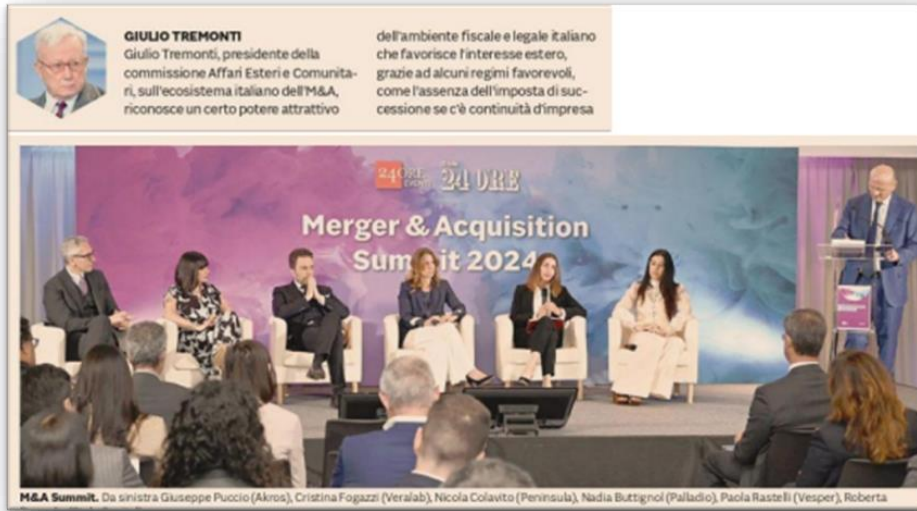 GIULIO TREMONTI
Giulio Tremonti, presidente della
commissione Affari Esteri e Comunita-
ri, sull'ecosistema italiano dell'M&A,
riconosce un certo potere attrattivo
dell'ambiente fiscale e legale italiano
che favorisce l'interesse estero,
grazie ad alcuni regimi favorevoli,
come l'assenza dell'imposta di suc-
cessione se c'è continuità d'impresa
24 ORE
24 ORE
Merger & Acquisition
Summit 2024
M&A Summit. Da sinistra Giuseppe Puccio (Akros), Cristina Fogazzi (Veralab), Nicola Colavito (Peninsula), Nadia Buttignol (Palladio), Paola Rastelli (Vesper), Roberta